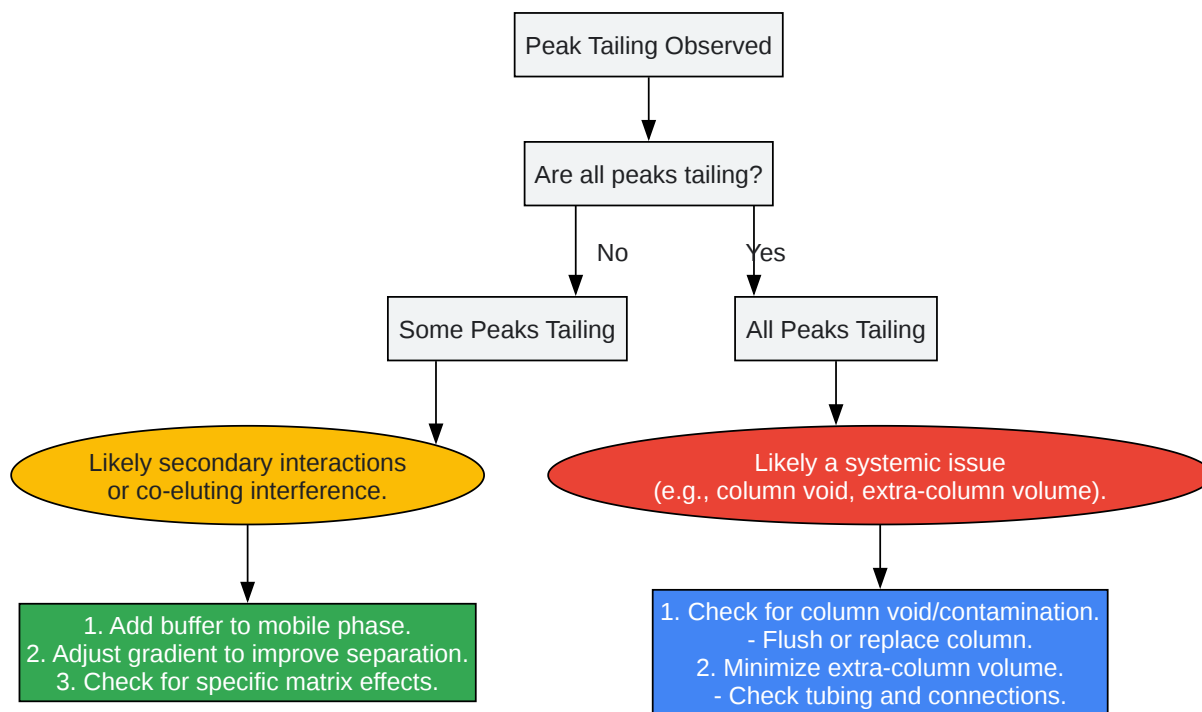 Peak Tailing Observed
Are all peaks tailing?
No
Yes
Some Peaks Tailing
All Peaks Tailing
Likely secondary interactions
or co-eluting interference.
Likely a systemic issue
(e.g., column void, extra-column volume).
1. Add buffer to mobile phase.
2. Adjust gradient to improve separation.
3. Check for specific matrix effects.
1. Check for column void/contamination.
- Flush or replace column.
2. Minimize extra-column volume.
- Check tubing and connections.